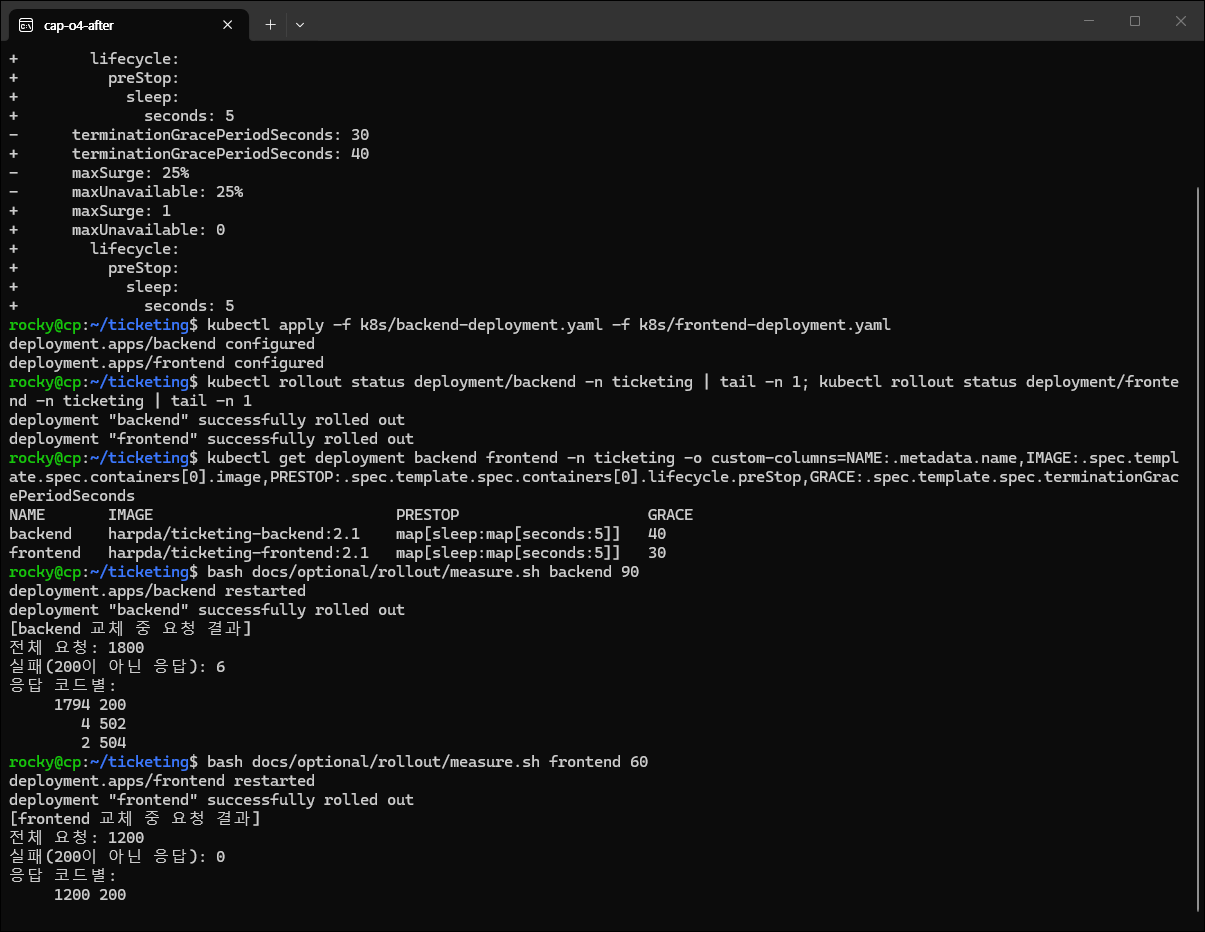 cap-o4-after
+        lifecycle:
+          preStop:
+            sleep:
+              seconds: 5
-      terminationGracePeriodSeconds: 30
+      terminationGracePeriodSeconds: 40
-      maxSurge: 25%
-      maxUnavailable: 25%
+      maxSurge: 1
+      maxUnavailable: 0
+        lifecycle:
+          preStop:
+            sleep:
+              seconds: 5
rocky@cp:~/ticketing$ kubectl apply -f k8s/backend-deployment.yaml -f k8s/frontend-deployment.yaml
deployment.apps/backend configured
deployment.apps/frontend configured
rocky@cp:~/ticketing$ kubectl rollout status deployment/backend -n ticketing | tail -n 1; kubectl rollout status deployment/fronte
nd -n ticketing | tail -n 1
deployment "backend" successfully rolled out
deployment "frontend" successfully rolled out
rocky@cp:~/ticketing$ kubectl get deployment backend frontend -n ticketing -o custom-columns=NAME:.metadata.name,IMAGE:.spec.templ
ate.spec.containers[0].image,PRESTOP:.spec.template.spec.containers[0].lifecycle.preStop,GRACE:.spec.template.spec.terminationGrac
ePeriodSeconds
NAME       IMAGE                           PRESTOP              GRACE
backend    harpda/ticketing-backend:2.1    map[sleep:map[seconds:5]]   40
frontend   harpda/ticketing-frontend:2.1   map[sleep:map[seconds:5]]   30
rocky@cp:~/ticketing$ bash docs/optional/rollout/measure.sh backend 90
deployment.apps/backend restarted
deployment "backend" successfully rolled out
[backend 교체 중 요청 결과]
전체 요청: 1800
실패(200이 아닌 응답): 6
응답 코드별:
     1794 200
        4 502
        2 504
rocky@cp:~/ticketing$ bash docs/optional/rollout/measure.sh frontend 60
deployment.apps/frontend restarted
deployment "frontend" successfully rolled out
[frontend 교체 중 요청 결과]
전체 요청: 1200
실패(200이 아닌 응답): 0
응답 코드별:
     1200 200